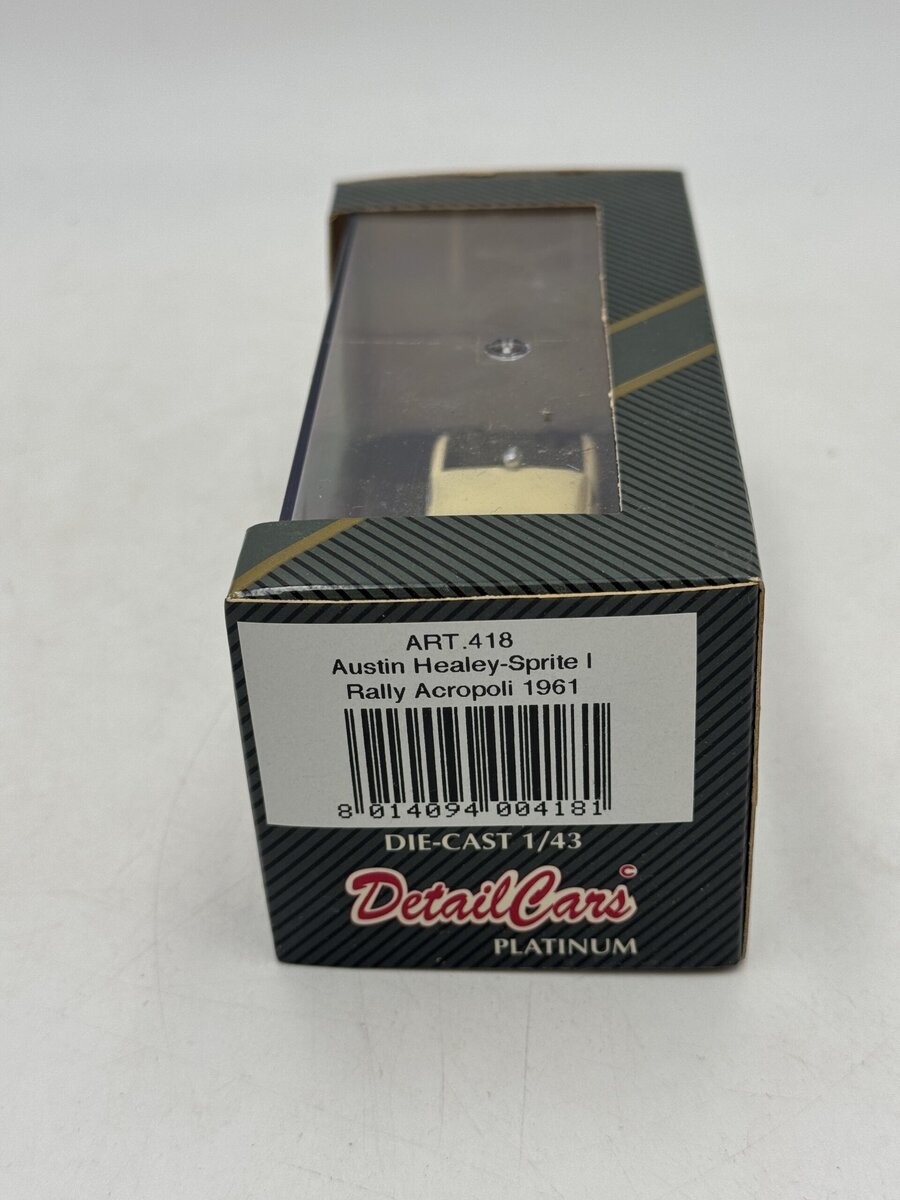 ART.418
Austin Healey-Sprite I
Rally Acropoli 1961
8 014094 004181
DIE-CAST 1/43
DetailCars ©
PLATINUM